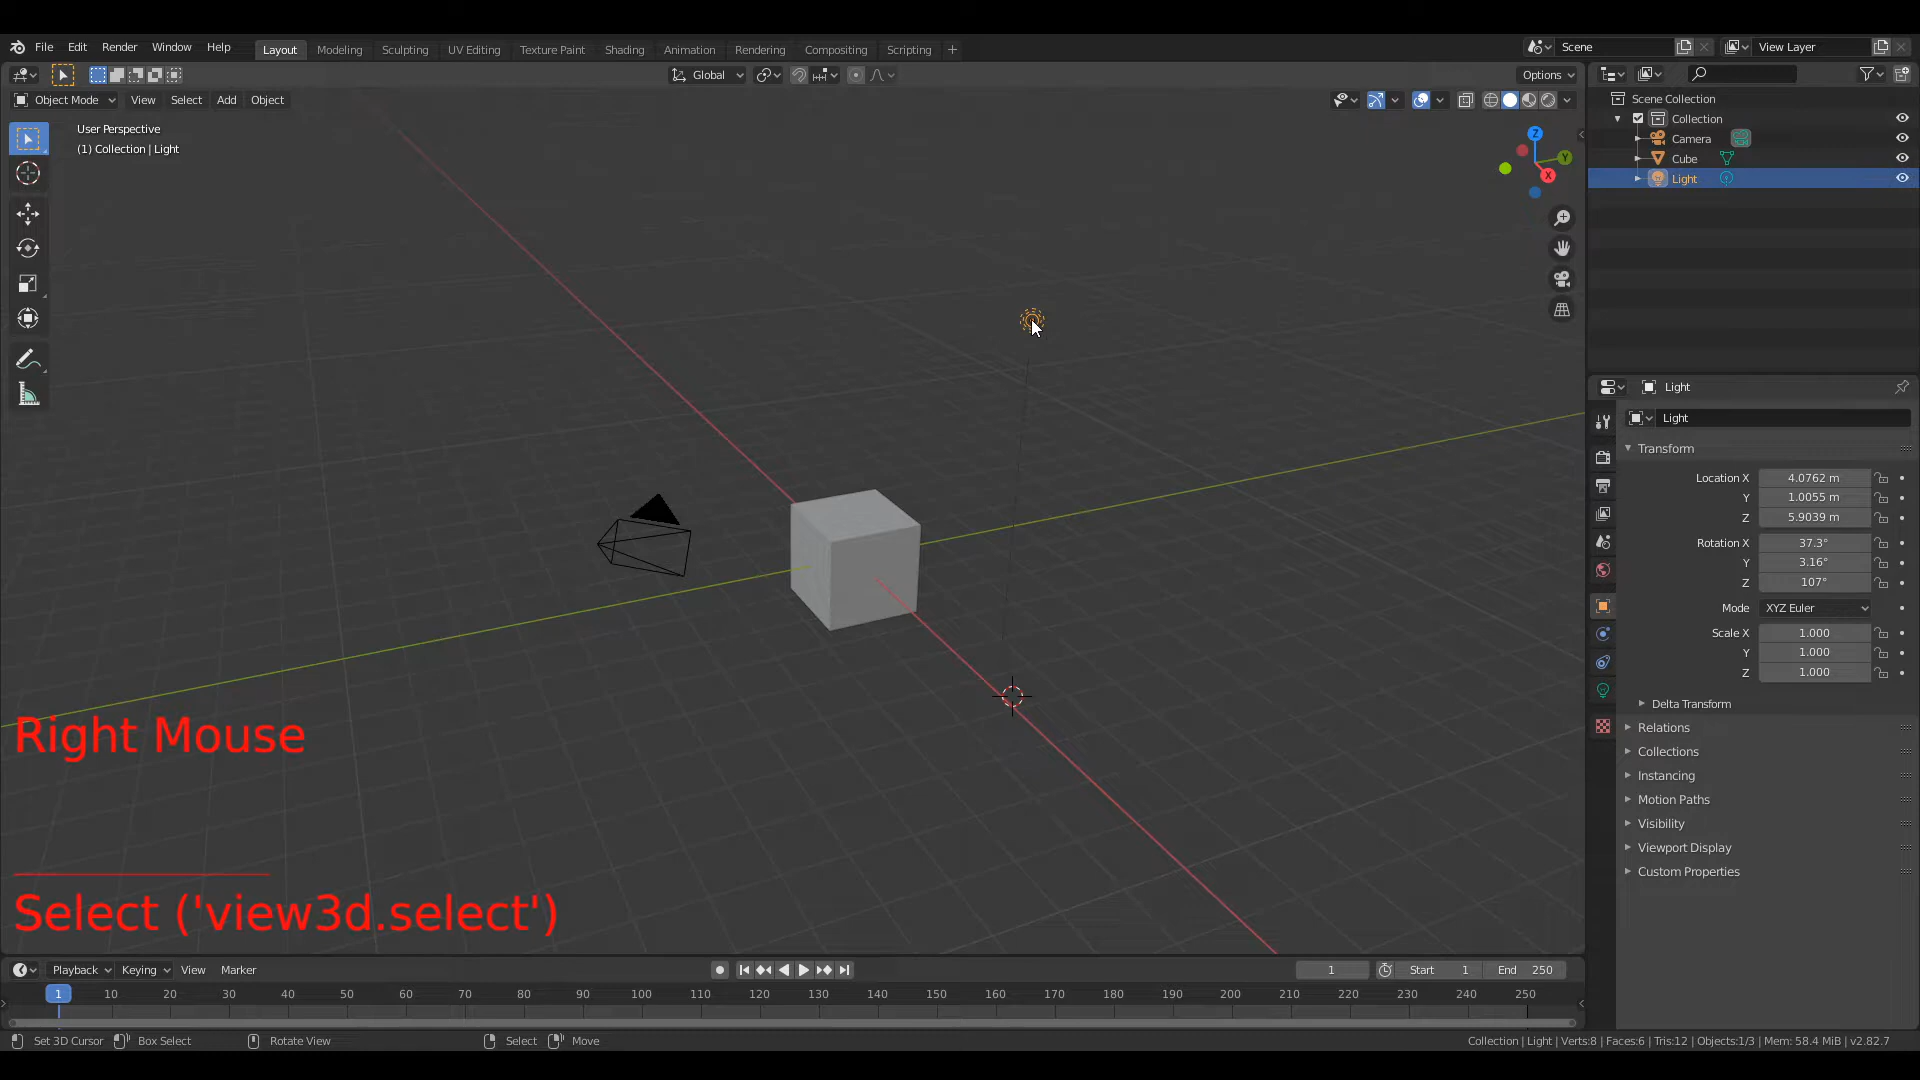 File Edit Render Window Help Layout Modeling Sculpting UV Editing Texture Paint Shading Animation Rendering Compositing Scripting + Scene View Layer
Global Options
Object Mode View Select Add Object
User Perspective
(1) Collection | Light
Z
Y
X
Scene Collection
Collection
Camera
Cube
Light
Light
Light
Transform
Location X 4.0762 m
Y 1.0055 m
Z 5.9039 m
Rotation X 37.3°
Y 3.16°
Z 107°
Mode XYZ Euler
Scale X 1.000
Y 1.000
Z 1.000
Delta Transform
Relations
Collections
Instancing
Motion Paths
Visibility
Viewport Display
Custom Properties
Right Mouse
Select ('view3d.select')
Playback Keying View Marker 1 Start 1 End 250
1 10 20 30 40 50 60 70 80 90 100 110 120 130 140 150 160 170 180 190 200 210 220 230 240 250
Set 3D Cursor Box Select Rotate View Select Move Collection | Light | Verts:8 | Faces:6 | Tris:12 | Objects:1/3 | Mem: 58.4 MiB | v2.82.7